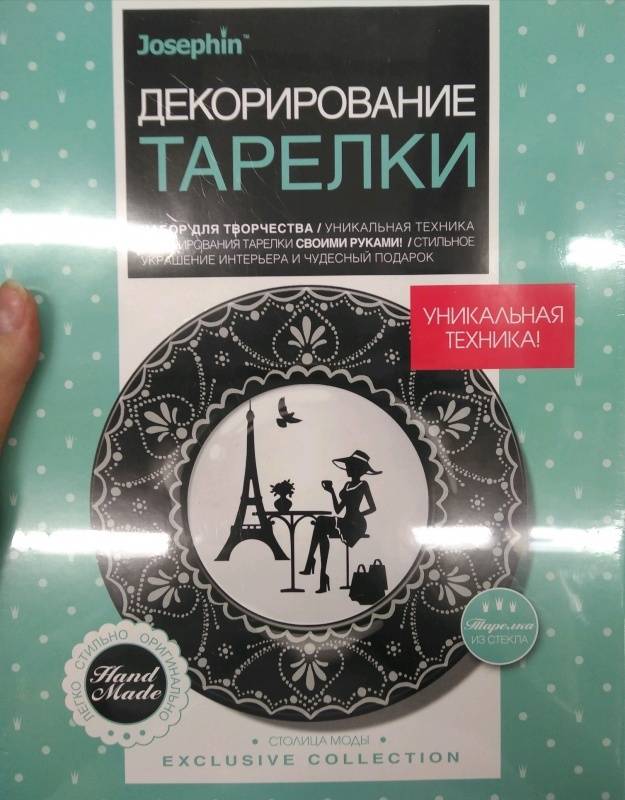 Josephin™
ДЕКОРИРОВАНИЕ
ТАРЕЛКИ
ДЛЯ ТВОРЧЕСТВА / УНИКАЛЬНАЯ ТЕХНИКА
ТАРЕЛКИ СВОИМИ РУКАМИ! / СТИЛЬНОЕ
УКРАШЕНИЕ ИНТЕРЬЕРА И ЧУДЕСНЫЙ ПОДАРОК
УНИКАЛЬНАЯ
ТЕХНИКА!
Тарелка
ИЗ СТЕКЛА
ЛЕГКО СТИЛЬНО ОРИГИНАЛЬНО
Hand
Made
• СТОЛИЦА МОДЫ •
EXCLUSIVE COLLECTION